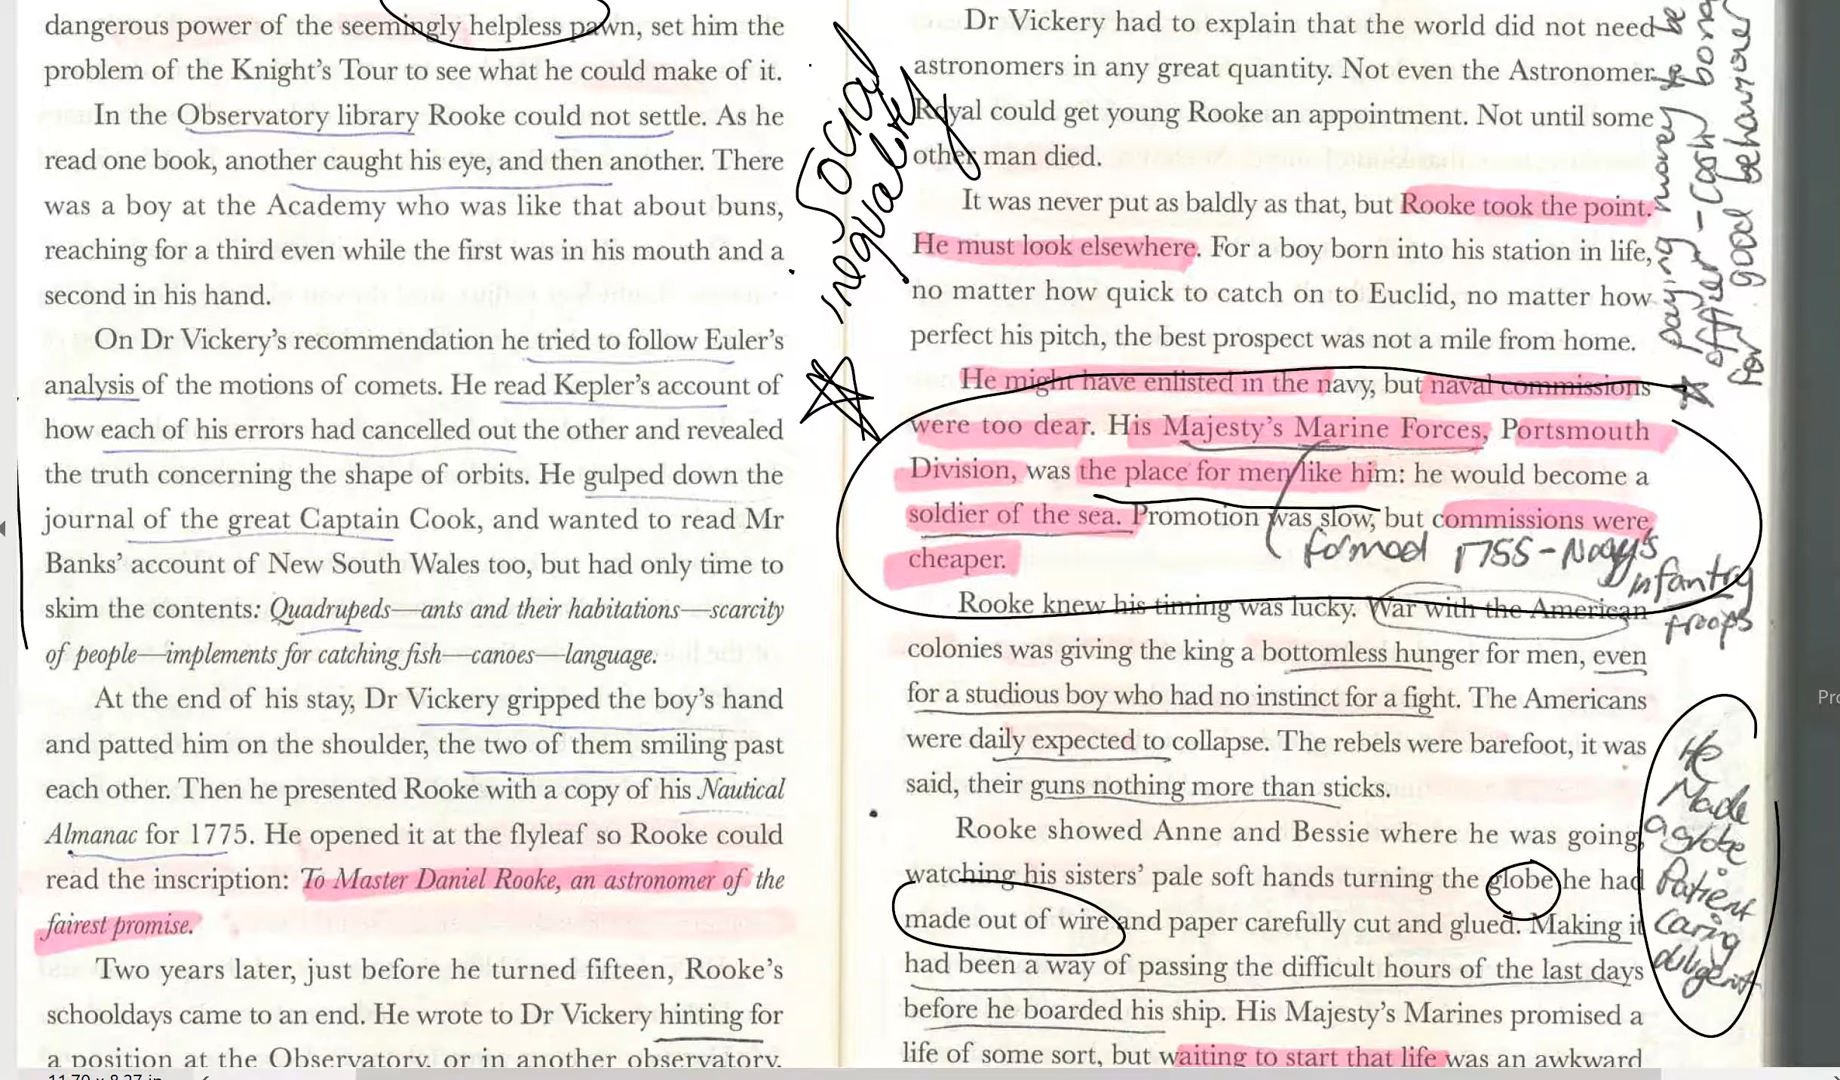 dangerous power of the seemingly helpless pawn, set him the
problem of the Knight's Tour to see what he could make of it.
In the Observatory library Rooke could not settle. As he
read one book, another caught his eye, and then another. There
was a boy at the Academy who was like that about buns,
reaching for a third even while the first was in his mouth and a
second in his hand.
On Dr Vickery's recommendation he tried to follow Euler's
analysis of the motions of comets. He read Kepler's account of
how each of his errors had cancelled out the other and revealed
the truth concerning the shape of orbits. He gulped down the
journal of the great Captain Cook, and wanted to read Mr
Banks' account of New South Wales too, but had only time to
skim the contents: Quadrupeds—ants and their habitations—scarcity
of people—implements for catching fish—canoes—language.
At the end of his stay, Dr Vickery gripped the boy's hand
and patted him on the shoulder, the two of them smiling past
each other. Then he presented Rooke with a copy of his Nautical
Almanac for 1775. He opened it at the flyleaf so Rooke could
read the inscription: To Master Daniel Rooke, an astronomer of the
fairest promise.
Two years later, just before he turned fifteen, Rooke's
schooldays came to an end. He wrote to Dr Vickery hinting for
a position at the Observatory, or in another observatory.
Social
inequality
Dr Vickery had to explain that the world did not need
astronomers in any great quantity. Not even the Astronomer
Royal could get young Rooke an appointment. Not until some
other man died.
It was never put as baldly as that, but Rooke took the point.
He must look elsewhere. For a boy born into his station in life,
no matter how quick to catch on to Euclid, no matter how
perfect his pitch, the best prospect was not a mile from home.
He might have enlisted in the navy, but naval commissions
were too dear. His Majesty's Marine Forces, Portsmouth
Division, was the place for men like him: he would become a
soldier of the sea. Promotion was slow, but commissions were
cheaper.
formed 1755 - Navy's
infantry
troops
Rooke knew his timing was lucky. War with the American
colonies was giving the king a bottomless hunger for men, even
for a studious boy who had no instinct for a fight. The Americans
were daily expected to collapse. The rebels were barefoot, it was
said, their guns nothing more than sticks.
Rooke showed Anne and Bessie where he was going,
watching his sisters' pale soft hands turning the globe he had
made out of wire and paper carefully cut and glued. Making it
had been a way of passing the difficult hours of the last days
before he boarded his ship. His Majesty's Marines promised a
life of some sort, but waiting to start that life was an awkward
paying money to be
officer - Cash bond
for good behaviour
He
Made
a globe
Patient
caring
diligent
Pro